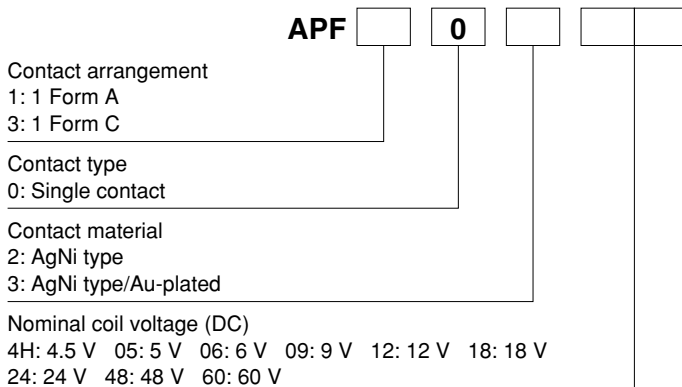 APF 0
Contact arrangement
1: 1 Form A
3: 1 Form C
Contact type
0: Single contact
Contact material
2: AgNi type
3: AgNi type/Au-plated
Nominal coil voltage (DC)
4H: 4.5 V 05: 5 V 06: 6 V 09: 9 V 12: 12 V 18: 18 V
24: 24 V 48: 48 V 60: 60 V